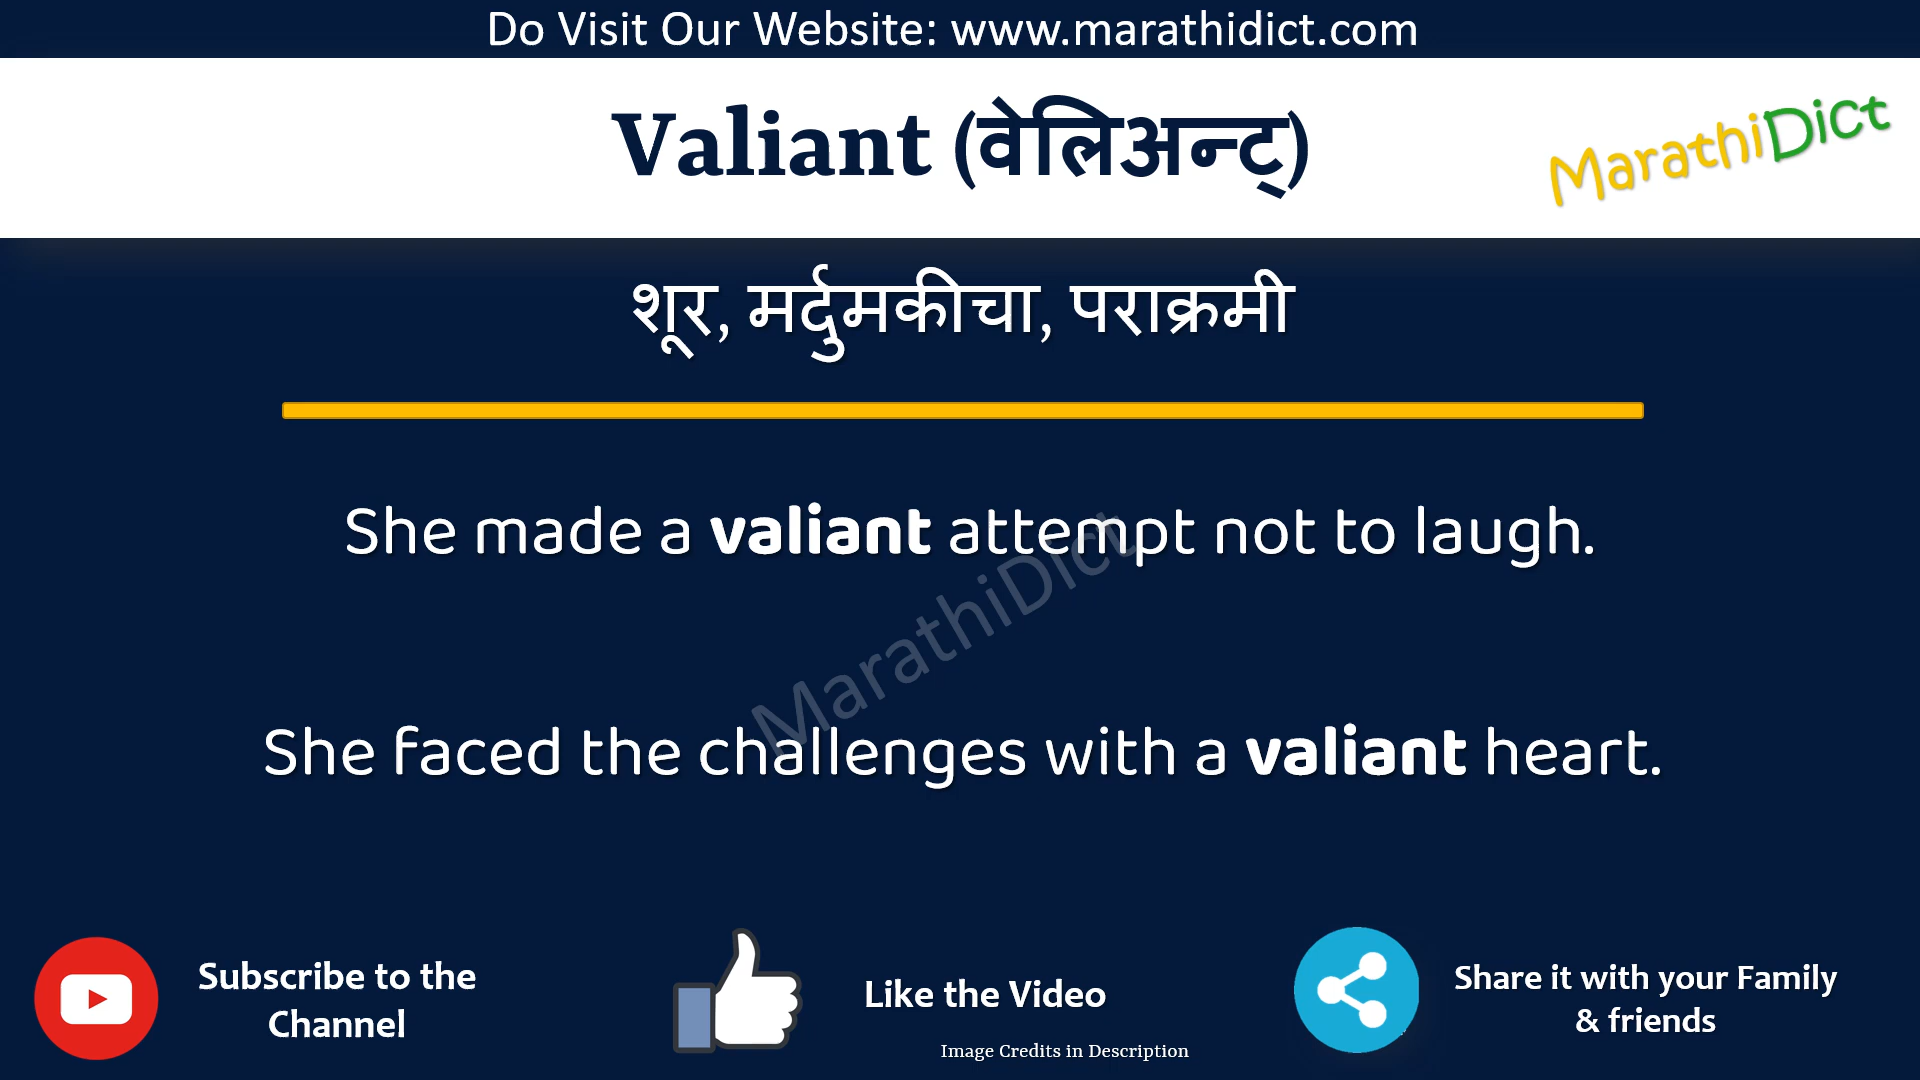 Do Visit Our Website: www.marathidict.com
Valiant (वेलिअन्ट्)
MarathiDict
शूर, मर्दुमकीचा, पराक्रमी
She made a valiant attempt not to laugh.
MarathiDict
She faced the challenges with a valiant heart.
Subscribe to the
Channel
Like the Video
Share it with your Family
& friends
Image Credits in Description